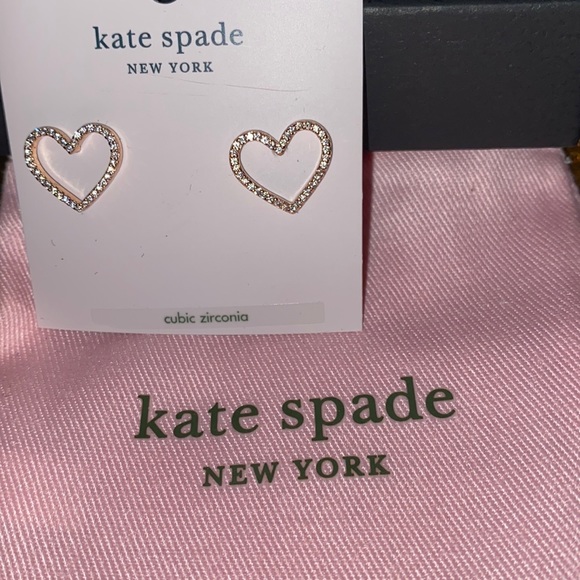 kate spade
NEW YORK
cubic zirconia
kate spade
NEW YORK